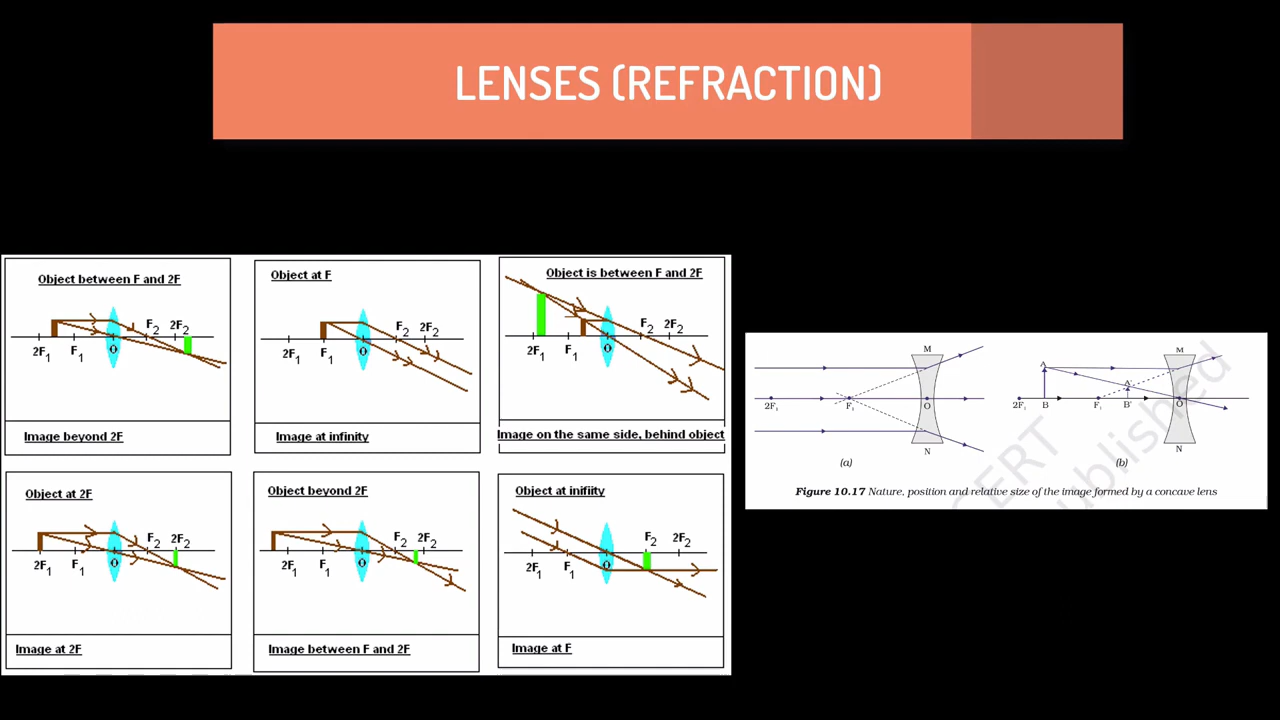 LENSES (REFRACTION)
Object between F and 2F
2F1 F1 O F2 2F2
Image beyond 2F
Object at F
2F1 F1 O F2 2F2
Image at infinity
Object is between F and 2F
2F1 F1 O F2 2F2
Image on the same side, behind object
Object at 2F
2F1 F1 O F2 2F2
Image at 2F
Object beyond 2F
2F1 F1 O F2 2F2
Image between F and 2F
Object at inifiity
2F1 F1 O F2 2F2
Image at F
M
2F1 F1 O
N
(a)
M
A A'
2F1 B F1 B' O
N
(b)
Figure 10.17 Nature, position and relative size of the image formed by a concave lens